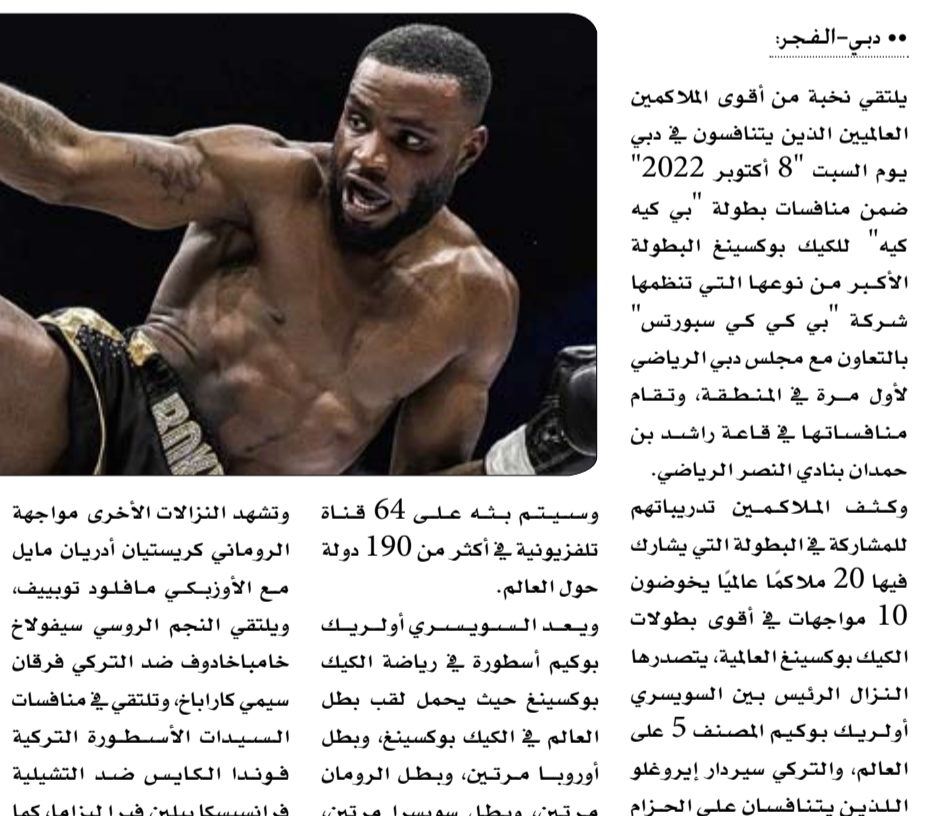 •• دبي-الفجر:
يلتقي نخبة من أقوى الملاكمين
العالميين الذين يتنافسون في دبي
يوم السبت "8 أكتوبر 2022"
ضمن منافسات بطولة "بي كيه
كيه" للكيك بوكسينغ البطولة
الأكبر من نوعها التي تنظمها
شركة "بي كي كي سبورتس"
بالتعاون مع مجلس دبي الرياضي
لأول مرة في المنطقة، وتقام
منافساتها في قاعة راشد بن
حمدان بنادي النصر الرياضي.
وكثف الملاكمين تدريباتهم
للمشاركة في البطولة التي يشارك
فيها 20 ملاكمًا عالميًا يخوضون
10 مواجهات في أقوى بطولات
الكيك بوكسينغ العالمية، يتصدرها
النزال الرئيس بين السويسري
أولريك بوكيم المصنف 5 على
العالم، والتركي سيردار إيروغلو
اللذين يتنافسان على الحزام
وسيتم بثه على 64 قناة
تلفزيونية في أكثر من 190 دولة
حول العالم.
ويعد السويسري أولريك
بوكيم أسطورة في رياضة الكيك
بوكسينغ حيث يحمل لقب بطل
العالم في الكيك بوكسينغ، وبطل
أوروبا مرتين، وبطل الرومان
مرتين، وبطل سويسرا مرتين،
وتشهد النزالات الأخرى مواجهة
الروماني كريستيان أدريان مايل
مع الأوزبكي مافلود توبييف،
ويلتقي النجم الروسي سيفولاخ
خامباخادوف ضد التركي فرقان
سيمي كاراباخ، وتلتقي في منافسات
السيدات الأسطورة التركية
فوندا الكايس ضد التشيلية
فرانسيسكا بيلين فيرا ليزاما، كما